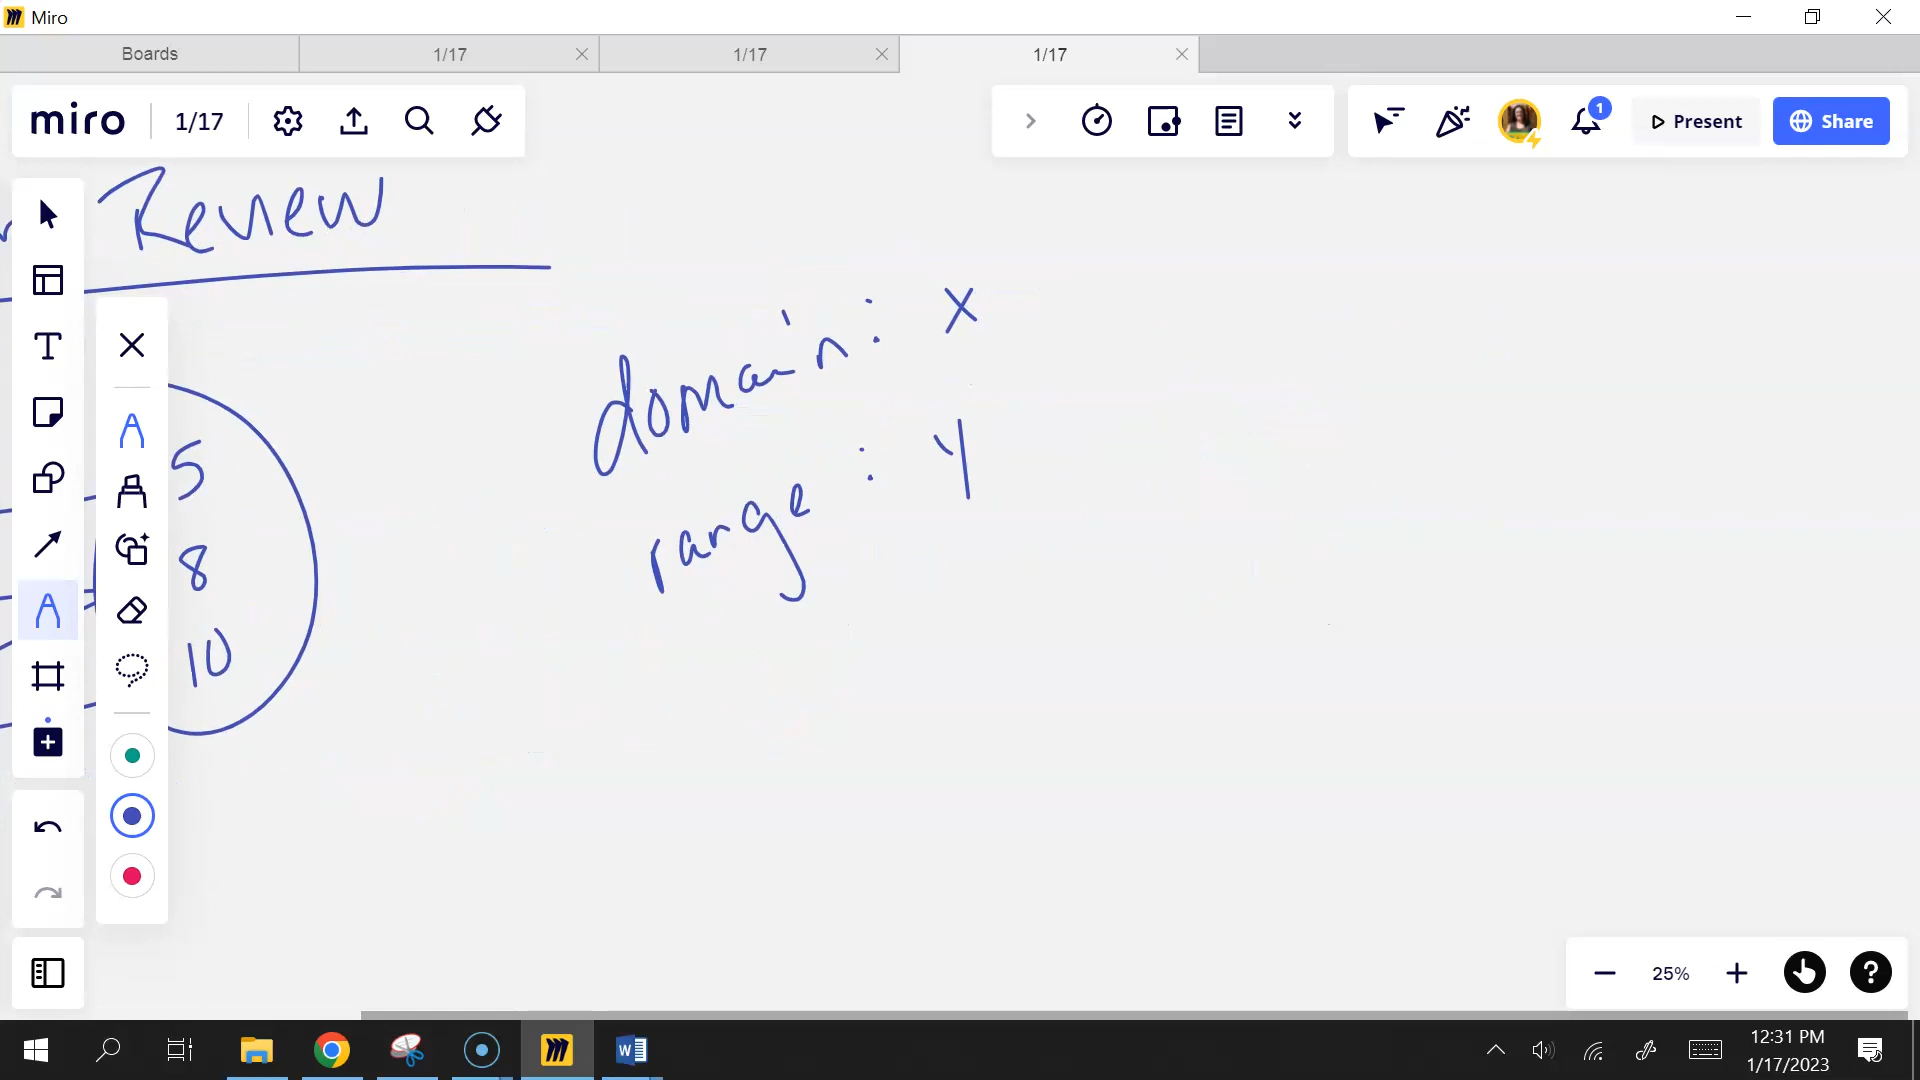 Miro
Boards
1/17
1/17
1/17
miro
1/17
1
Present
Share
Review
domain: x
range: y
5
8
10
25%
12:31 PM
1/17/2023